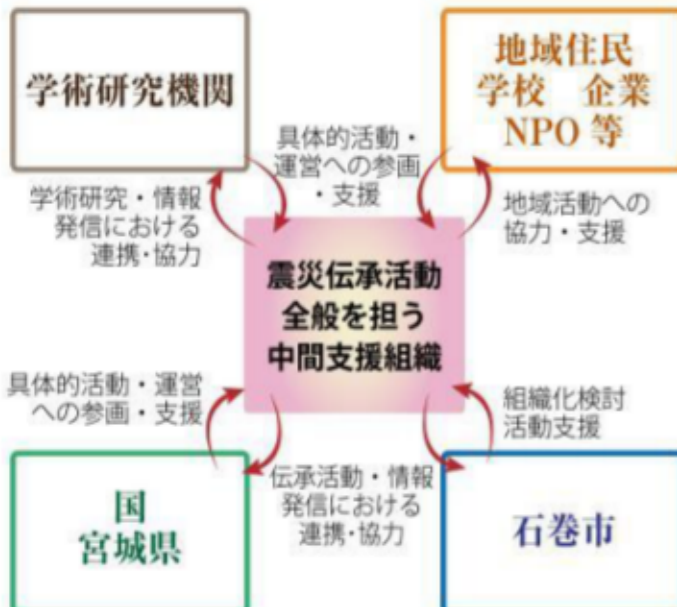 学術研究機関
地域住民
学校　企業
NPO 等
具体的活動・
運営への参画
・支援
学術研究・情報
発信における
連携・協力
地域活動への
協力・支援
震災伝承活動
全般を担う
中間支援組織
具体的活動・運営
への参画・支援
組織化検討
活動支援
伝承活動・情報
発信における
連携・協力
国
宮城県
石巻市